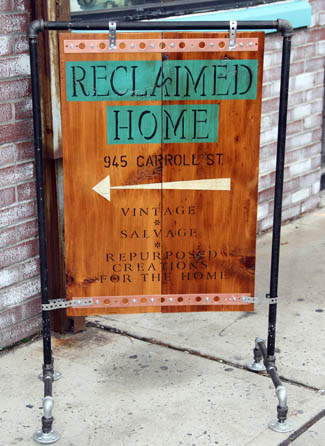 RECLAIMED
HOME
945 CARROLL ST.
VINTAGE
*
SALVAGE
*
REPURPOSED
CREATIONS
FOR THE HOME